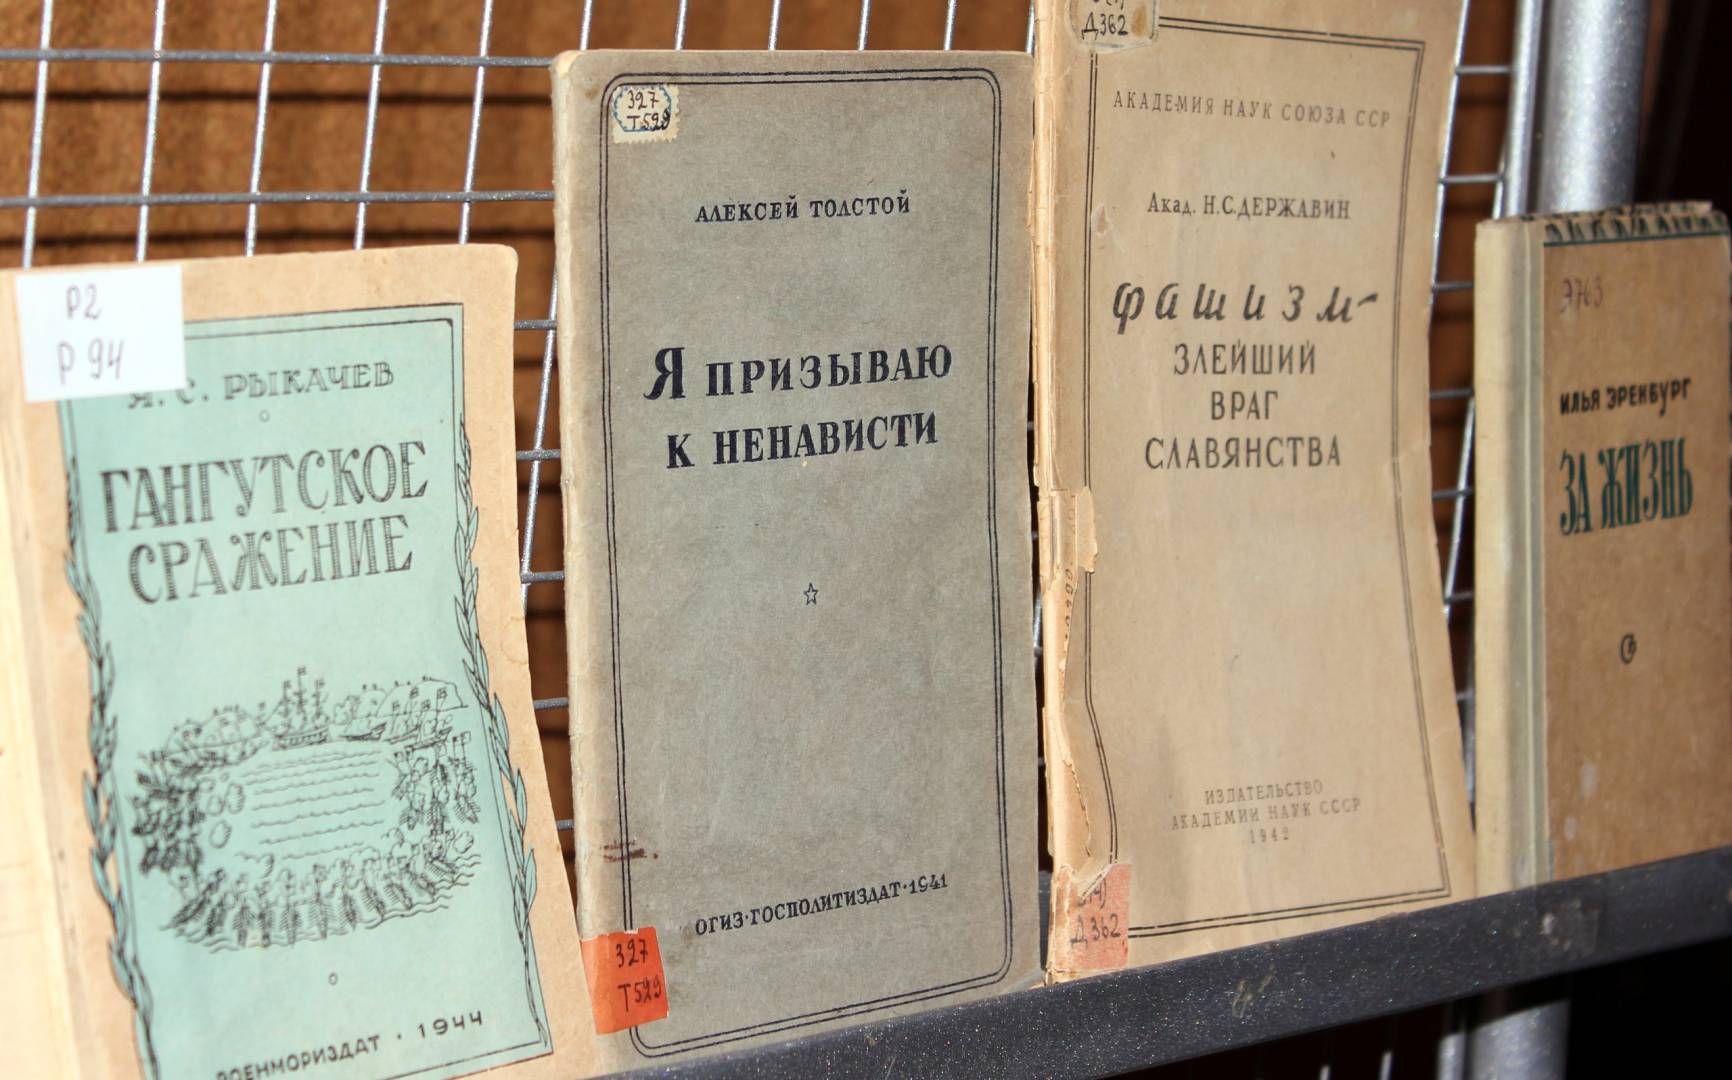 Р2
Р 94
Я. С. РЫКАЧЕВ
ГАНГУТСКОЕ
СРАЖЕНИЕ
ВОЕНМОРИЗДАТ · 1944
327
Т529
АЛЕКСЕЙ ТОЛСТОЙ
Я ПРИЗЫВАЮ
К НЕНАВИСТИ
ОГИЗ·ГОСПОЛИТИЗДАТ·1941
327
Т529
Д362
АКАДЕМИЯ НАУК СОЮЗА ССР
Акад. Н.С.ДЕРЖАВИН
ФАШИЗМ-
ЗЛЕЙШИЙ
ВРАГ
СЛАВЯНСТВА
ИЗДАТЕЛЬСТВО
АКАДЕМИИ НАУК СССР
1942
Д362
ИЛЬЯ ЭРЕНБУРГ
ЗА ЖИЗНЬ